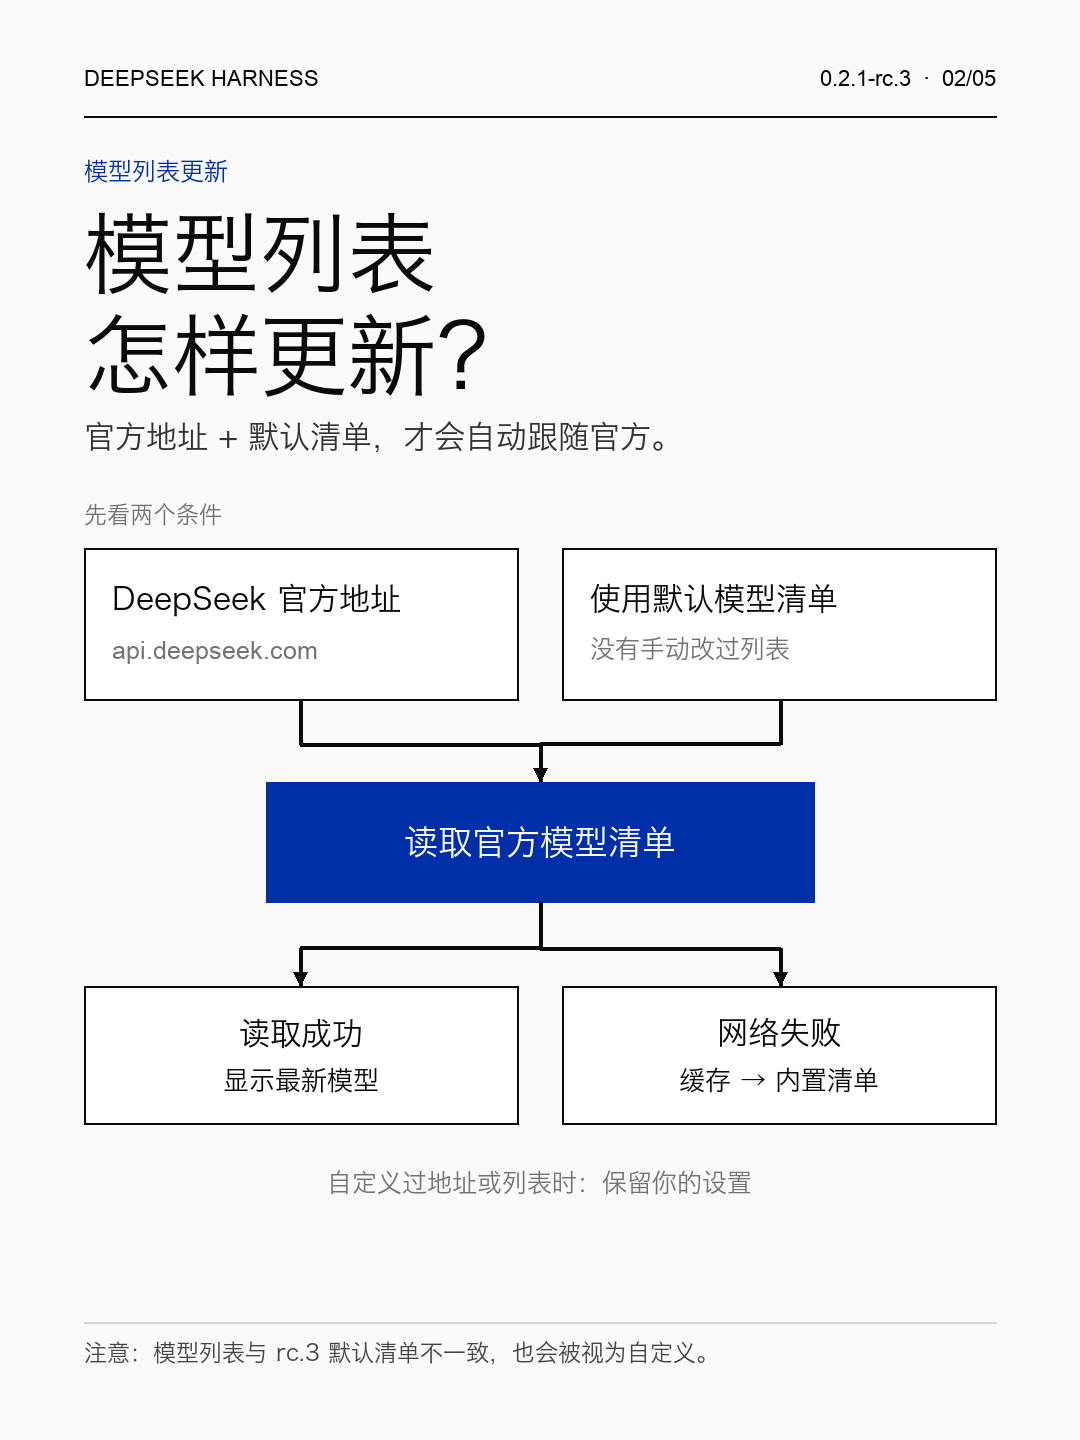 DEEPSEEK HARNESS
0.2.1-rc.3 · 02/05
模型列表更新
模型列表
怎样更新?
官方地址 + 默认清单，才会自动跟随官方。
先看两个条件
DeepSeek 官方地址
api.deepseek.com
使用默认模型清单
没有手动改过列表
读取官方模型清单
读取成功
显示最新模型
网络失败
缓存 → 内置清单
自定义过地址或列表时：保留你的设置
注意：模型列表与 rc.3 默认清单不一致，也会被视为自定义。